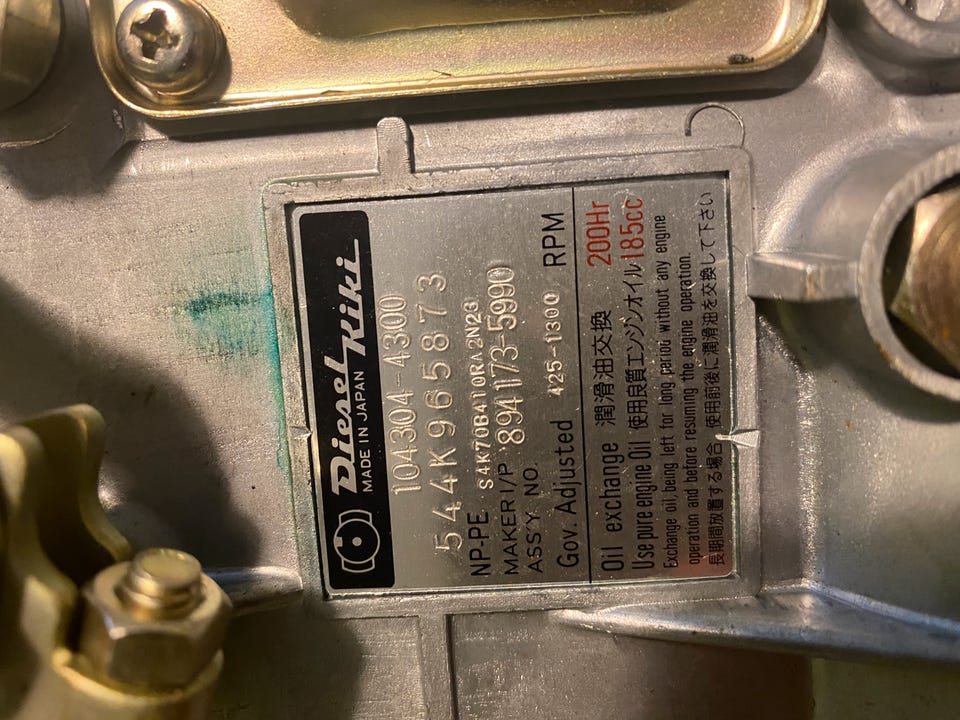 Diesel Kiki
MADE IN JAPAN
104304-4300
544K965873
NP-PE S4K70B410RA2N23
MAKER I/P ASS'Y NO. 894173-5990
Gov. Adjusted 425-1300 RPM
Oil exchange 潤滑油交換 200Hr
Use pure engine Oil 使用良質エンジンオイル 185cc
Exchange oil, being left for long period without any engine
operation and before resuming the engine operation.
長期間放置する場合 使用前後に潤滑油を交換して下さい